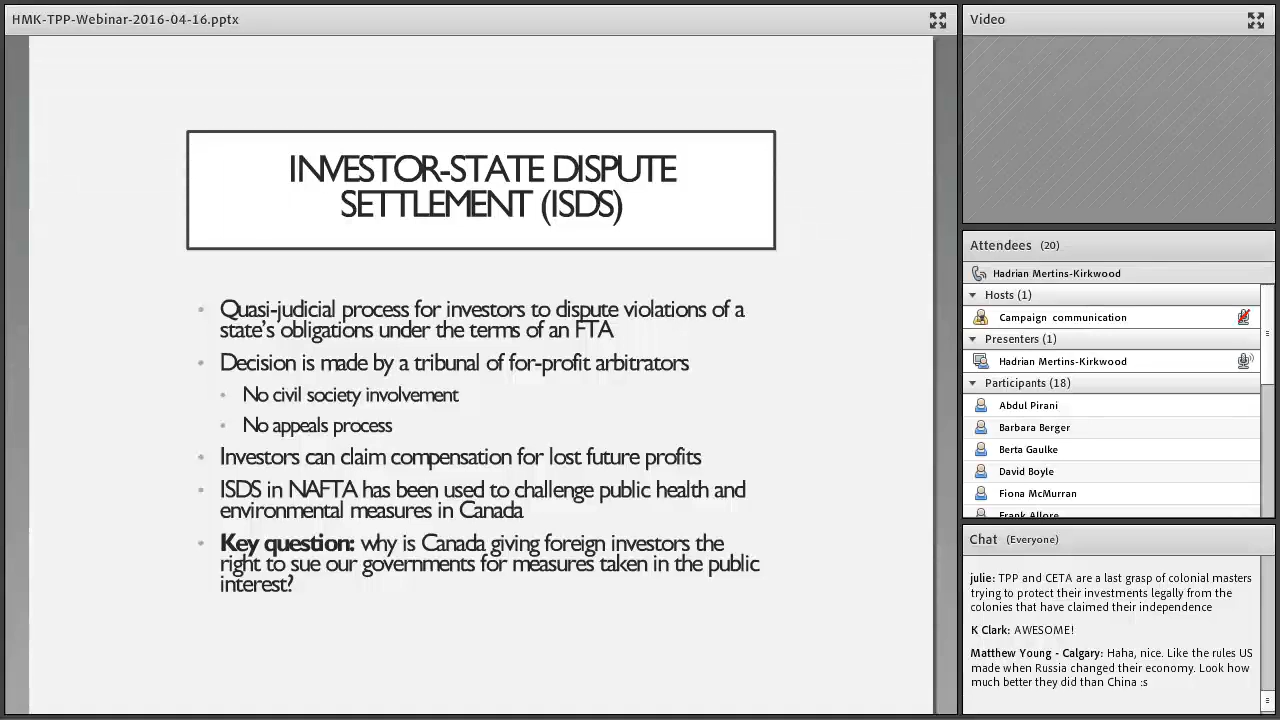 HMK-TPP-Webinar-2016-04-16.pptx
INVESTOR-STATE DISPUTE
SETTLEMENT (ISDS)
• Quasi-judicial process for investors to dispute violations of a
state's obligations under the terms of an FTA
• Decision is made by a tribunal of for-profit arbitrators
• No civil society involvement
• No appeals process
• Investors can claim compensation for lost future profits
• ISDS in NAFTA has been used to challenge public health and
environmental measures in Canada
• Key question: why is Canada giving foreign investors the
right to sue our governments for measures taken in the public
interest?
Video
Attendees (20)
Hadrian Mertins-Kirkwood
Hosts (1)
Campaign communication
Presenters (1)
Hadrian Mertins-Kirkwood
Participants (18)
Abdul Pirani
Barbara Berger
Berta Gaulke
David Boyle
Fiona McMurran
Frank Allore
Chat (Everyone)
julie: TPP and CETA are a last grasp of colonial masters
trying to protect their investments legally from the
colonies that have claimed their independence
K Clark: AWESOME!
Matthew Young - Calgary: Haha, nice. Like the rules US
made when Russia changed their economy. Look how
much better they did than China :s